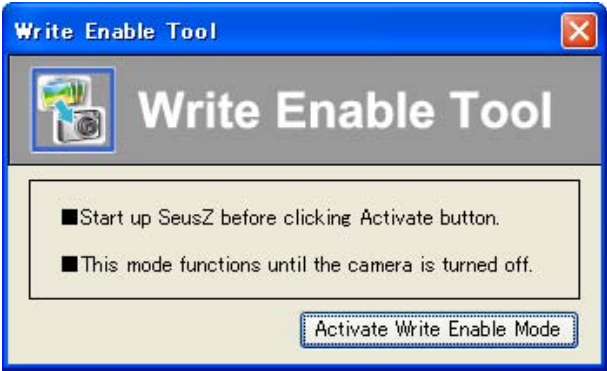 Write Enable Tool
Write Enable Tool
■Start up SeusZ before clicking Activate button.
■This mode functions until the camera is turned off.
Activate Write Enable Mode